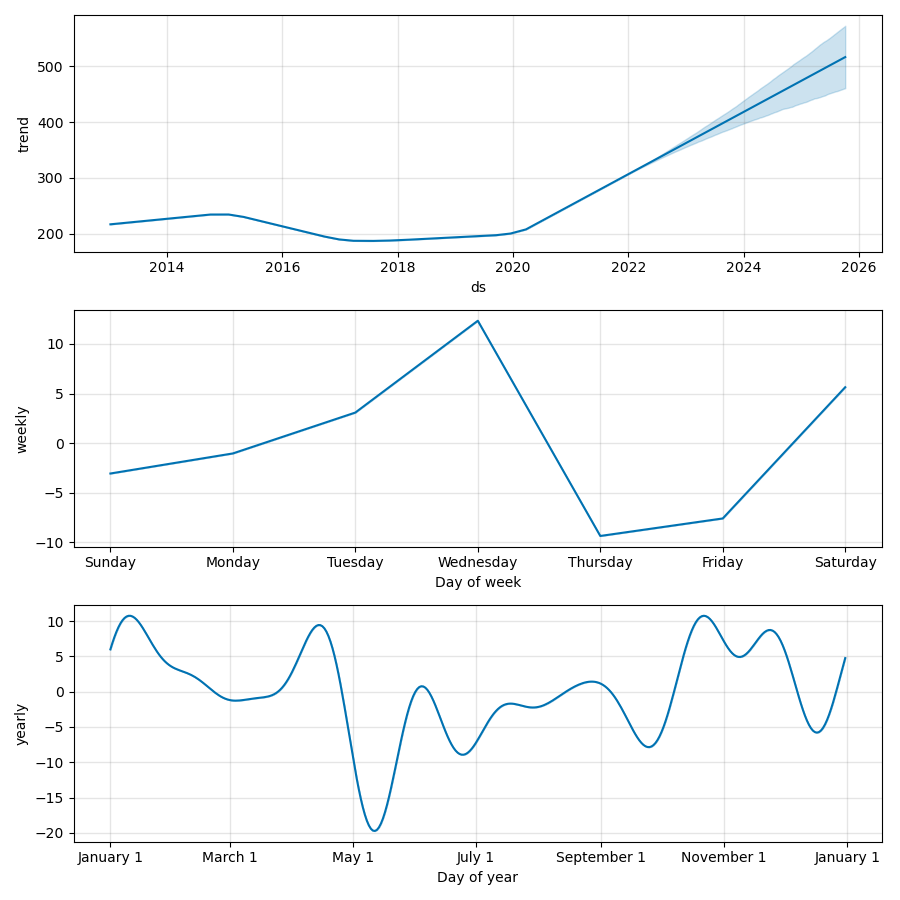 500
400
300
200
trend
2014 2016 2018 2020 2022 2024 2026
ds
10
5
0
−5
−10
weekly
Sunday Monday Tuesday Wednesday Thursday Friday Saturday
Day of week
10
5
0
−5
−10
−15
−20
yearly
January 1 March 1 May 1 July 1 September 1 November 1 January 1
Day of year